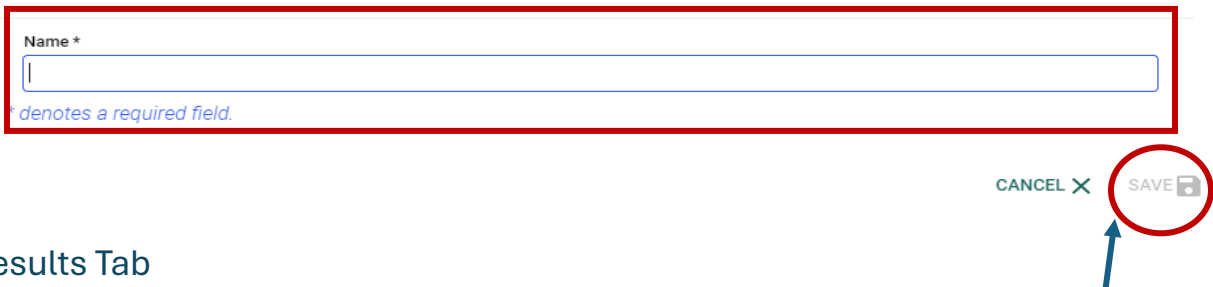 Name *
* denotes a required field.
CANCEL
SAVE
esults Tab